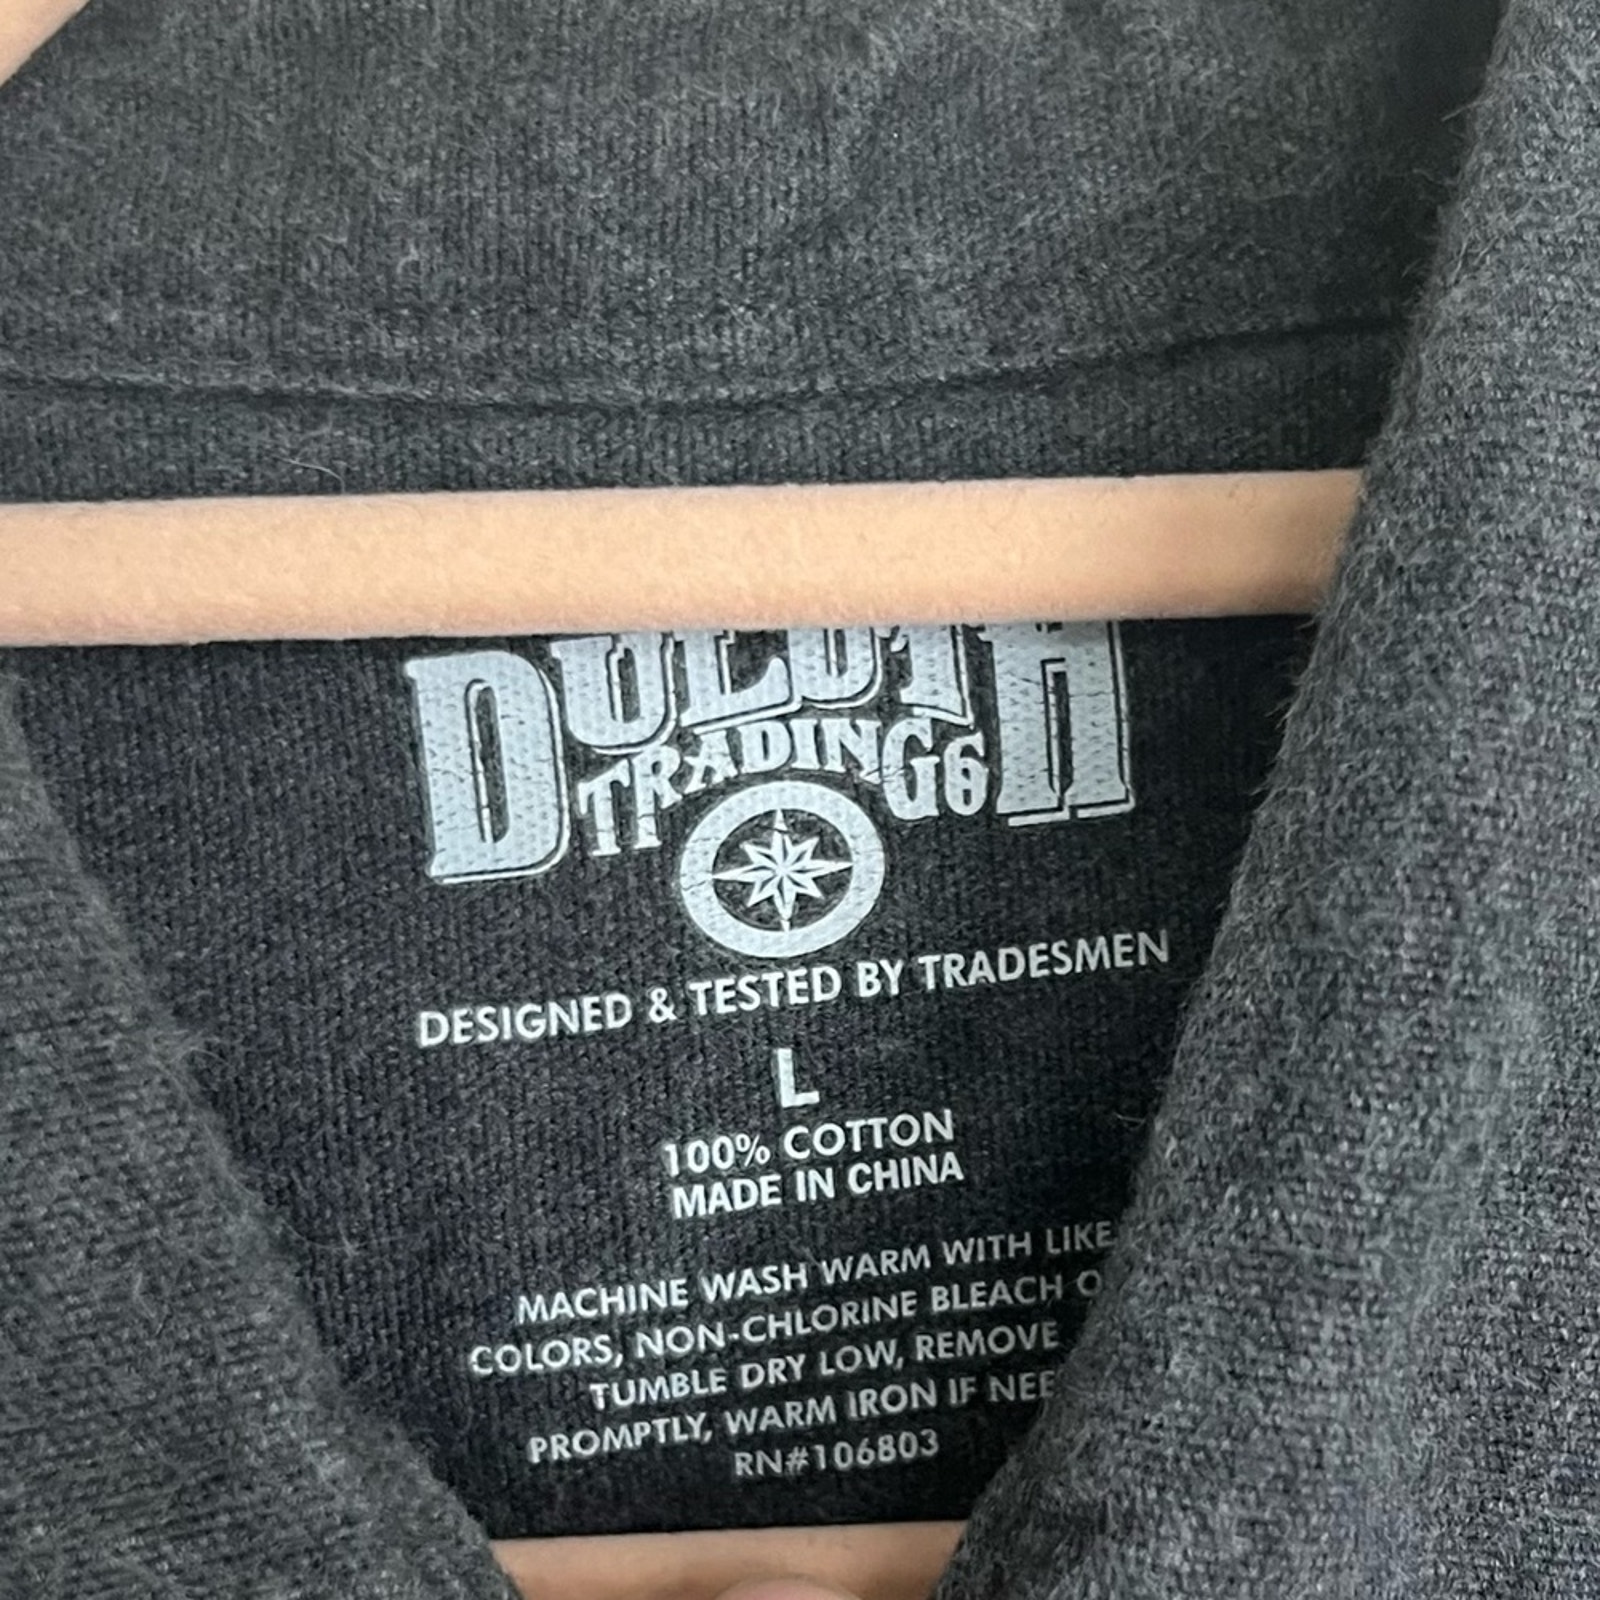 DULUTH
TRADING Co
DESIGNED & TESTED BY TRADESMEN
L
100% COTTON
MADE IN CHINA
MACHINE WASH WARM WITH LIKE
COLORS, NON-CHLORINE BLEACH
TUMBLE DRY LOW, REMOVE
PROMPTLY, WARM IRON IF
RN#106803